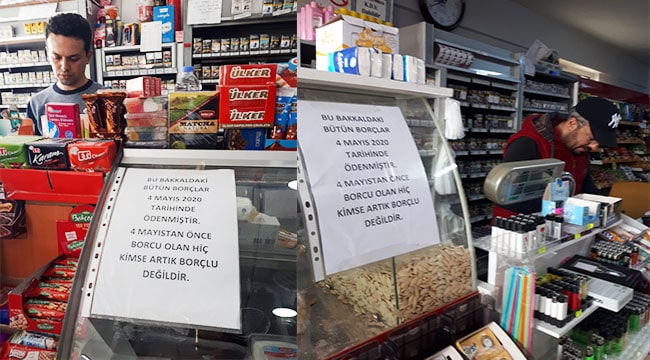 ÜLKER
ÜLKER
ÜLKER
MATCHA
Karam
ETİ
BU BAKKALDAKİ
BÜTÜN BORÇLAR
4 MAYIS 2020
TARİHİNDE
ÖDENMİŞTİR.
4 MAYISTAN ÖNCE
BORCU OLAN HİÇ
KİMSE ARTIK BORÇLU
DEĞİLDİR.
BU BAKKALDAKİ
BÜTÜN BORÇLAR
4 MAYIS 2020
TARİHİNDE
ÖDENMİŞTİR.
4 MAYISTAN ÖNCE
BORCU OLAN HİÇ
KİMSE ARTIK BORÇLU
DEĞİLDİR.